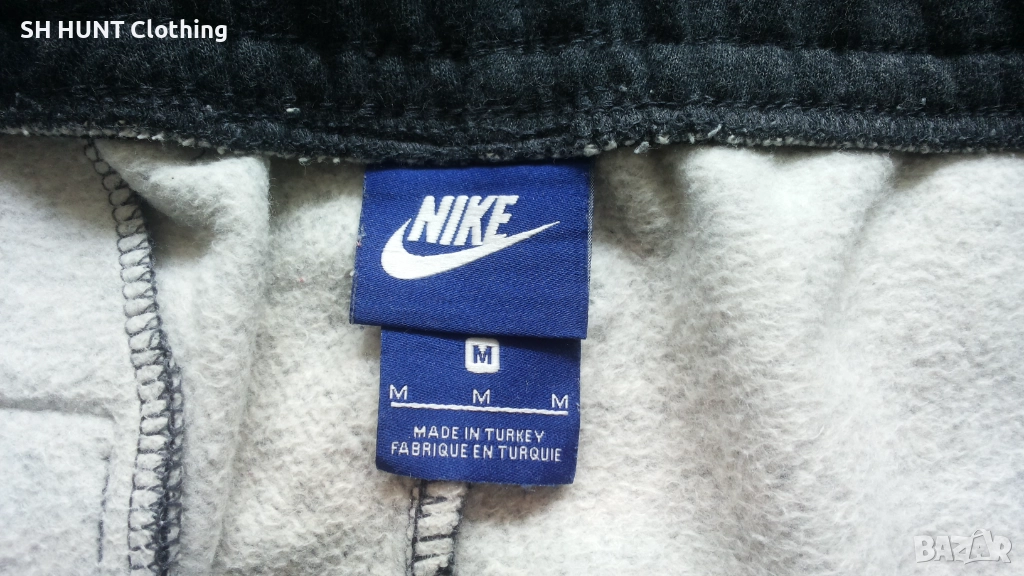 SH HUNT Clothing
NIKE
M
M M M
MADE IN TURKEY
FABRIQUE EN TURQUIE
BAZAR